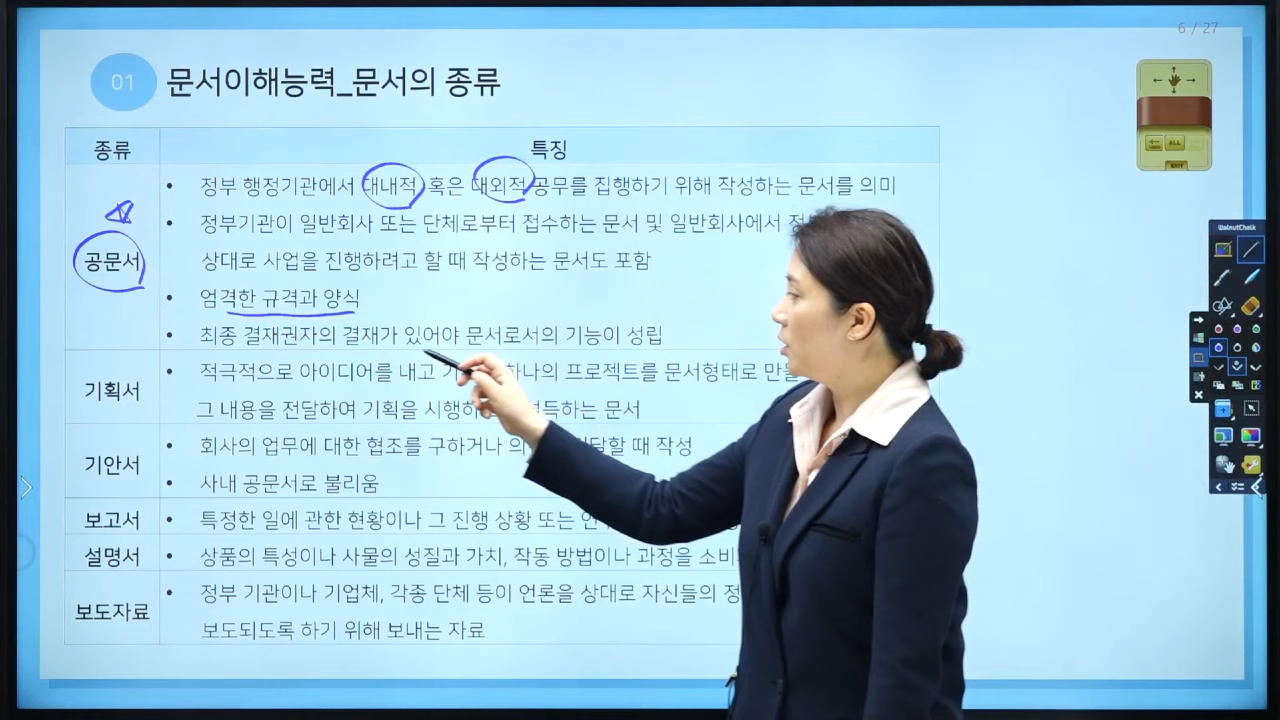 6 / 27
01 문서이해능력_문서의 종류
종류 특징
공문서
• 정부 행정기관에서 대내적 혹은 대외적 공무를 집행하기 위해 작성하는 문서를 의미
• 정부기관이 일반회사 또는 단체로부터 접수하는 문서 및 일반회사에서
상대로 사업을 진행하려고 할 때 작성하는 문서도 포함
• 엄격한 규격과 양식
• 최종 결재권자의 결재가 있어야 문서로서의 기능이 성립
기획서
• 적극적으로 아이디어를 내고 하나의 프로젝트를 문서형태로
그 내용을 전달하여 기획을 시행하 문서
기안서
• 회사의 업무에 대한 협조를 구하거나 할 때 작성
• 사내 공문서로 불리움
보고서 • 특정한 일에 관한 현황이나 그 진행 상황 또는
설명서 • 상품의 특성이나 사물의 성질과 가치, 작동 방법이나 과정을
보도자료
• 정부 기관이나 기업체, 각종 단체 등이 언론을 상대로 자신들의
보도되도록 하기 위해 보내는 자료
ALL
EXIT
WalnutChalk